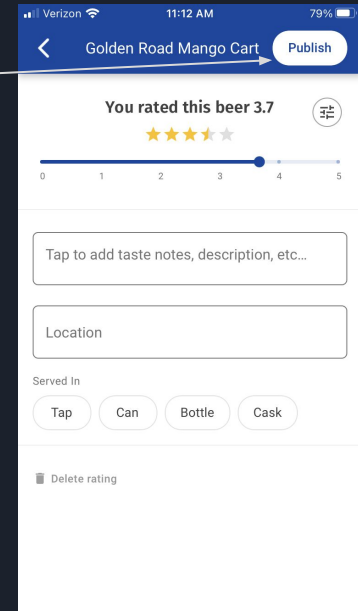 Verizon 11:12 AM 79%
Golden Road Mango Cart Publish
You rated this beer 3.7
0 1 2 3 4 5
Tap to add taste notes, description, etc...
Location
Served In
Tap Can Bottle Cask
Delete rating